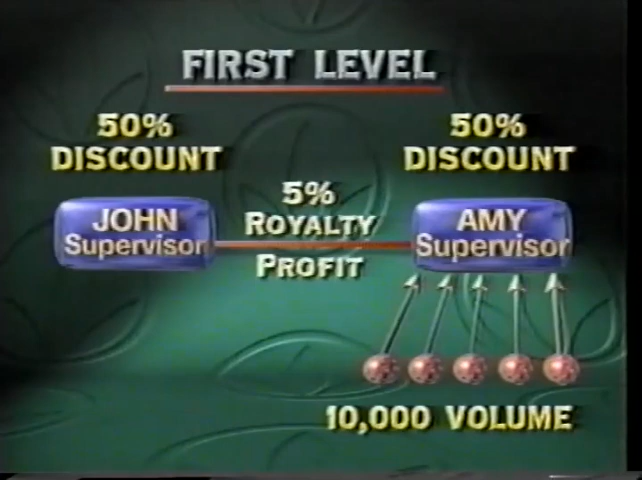 FIRST LEVEL
50%
DISCOUNT
50%
DISCOUNT
5%
ROYALTY
PROFIT
JOHN
Supervisor
AMY
Supervisor
10,000 VOLUME